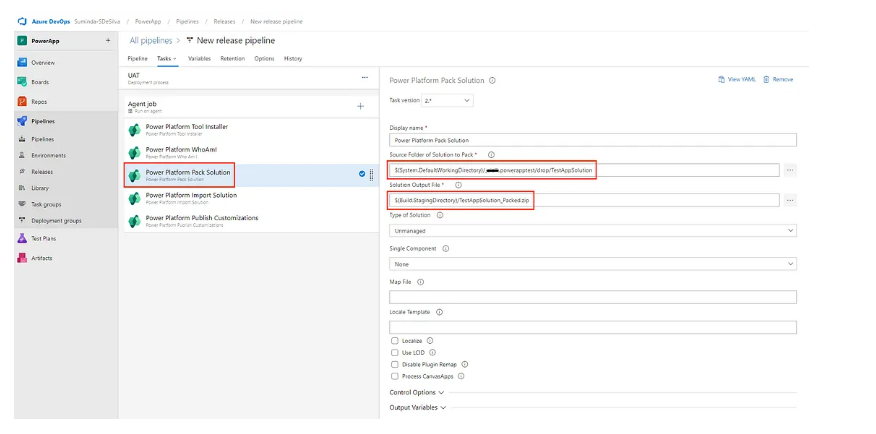 Azure DevOps Suminda-SDeSilva / PowerApp / Pipelines / Releases / New release pipeline
PowerApp +
Overview
Boards
Repos
Pipelines
Pipelines
Environments
Releases
Library
Task groups
Deployment groups
Test Plans
Artifacts
All pipelines > New release pipeline
Pipeline Tasks Variables Retention Options History
UAT
Deployment process
Agent job
Run on agent
Power Platform Tool Installer
Power Platform Tool Installer
Power Platform WhoAmI
Power Platform Who Am I
Power Platform Pack Solution
Power Platform Pack Solution
Power Platform Import Solution
Power Platform Import Solution
Power Platform Publish Customizations
Power Platform Publish Customizations
Power Platform Pack Solution
View YAML Remove
Task version 2.*
Display name *
Power Platform Pack Solution
Source Folder of Solution to Pack *
$(System.DefaultWorkingDirectory)/ .powerapptest/drop/TestAppSolution
Solution Output File *
$(Build.StagingDirectory)/TestAppSolution_Packed.zip
Type of Solution
Unmanaged
Single Component
None
Map File
Locale Template
Localize
Use LCID
Disable Plugin Remap
Process CanvasApps
Control Options
Output Variables